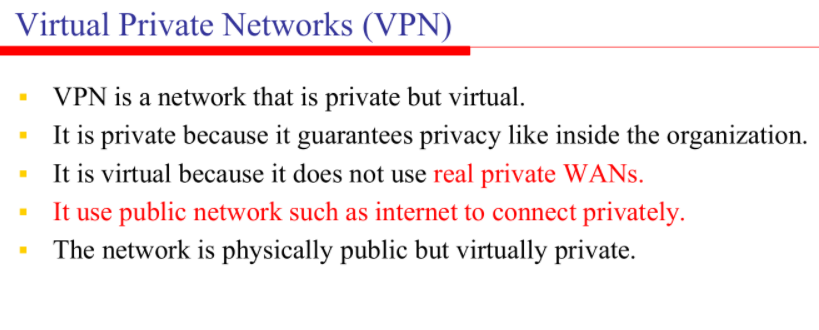 Virtual Private Networks (VPN)
VPN is a network that is private but virtual.
It is private because it guarantees privacy like inside the organization.
It is virtual because it does not use real private WANs.
It use public network such as internet to connect privately.
The network is physically public but virtually private.